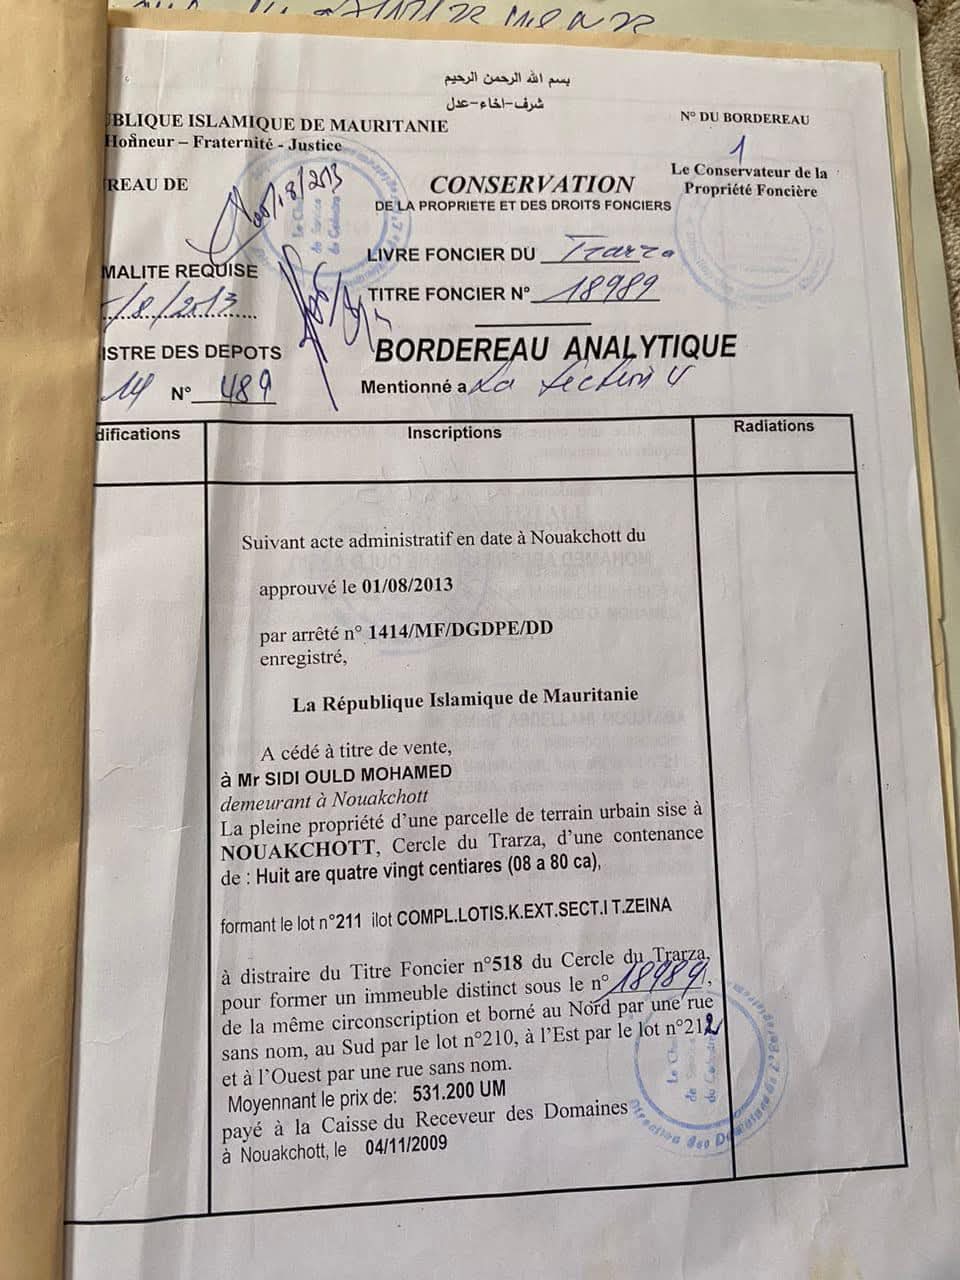 بسم الله الرحمن الرحيم
شرف-اخاء-عدل
BLIQUE ISLAMIQUE DE MAURITANIE
Honneur – Fraternité - Justice
N° DU BORDEREAU
1
Le Conservateur de la
Propriété Foncière
REAU DE
CONSERVATION
DE LA PROPRIETE ET DES DROITS FONCIERS
LIVRE FONCIER DU Trarza
MALITE REQUISE
/8/2013
TITRE FONCIER N° 18989
ISTRE DES DEPOTS
14 N° 489
BORDEREAU ANALYTIQUE
Mentionné a La Section V
difications
Inscriptions
Radiations
Suivant acte administratif en date à Nouakchott du
approuvé le 01/08/2013
par arrêté n° 1414/MF/DGDPE/DD
enregistré,
La République Islamique de Mauritanie
A cédé à titre de vente,
à Mr SIDI OULD MOHAMED
demeurant à Nouakchott
La pleine propriété d'une parcelle de terrain urbain sise à
NOUAKCHOTT, Cercle du Trarza, d'une contenance
de : Huit are quatre vingt centiares (08 a 80 ca),
formant le lot n°211 ilot COMPL.LOTIS.K.EXT.SECT.I T.ZEINA
à distraire du Titre Foncier n°518 du Cercle du Trarza,
pour former un immeuble distinct sous le n° 18989,
de la même circonscription et borné au Nord par une rue
sans nom, au Sud par le lot n°210, à l'Est par le lot n°212
et à l'Ouest par une rue sans nom.
Moyennant le prix de: 531.200 UM
payé à la Caisse du Receveur des Domaines
à Nouakchott, le 04/11/2009